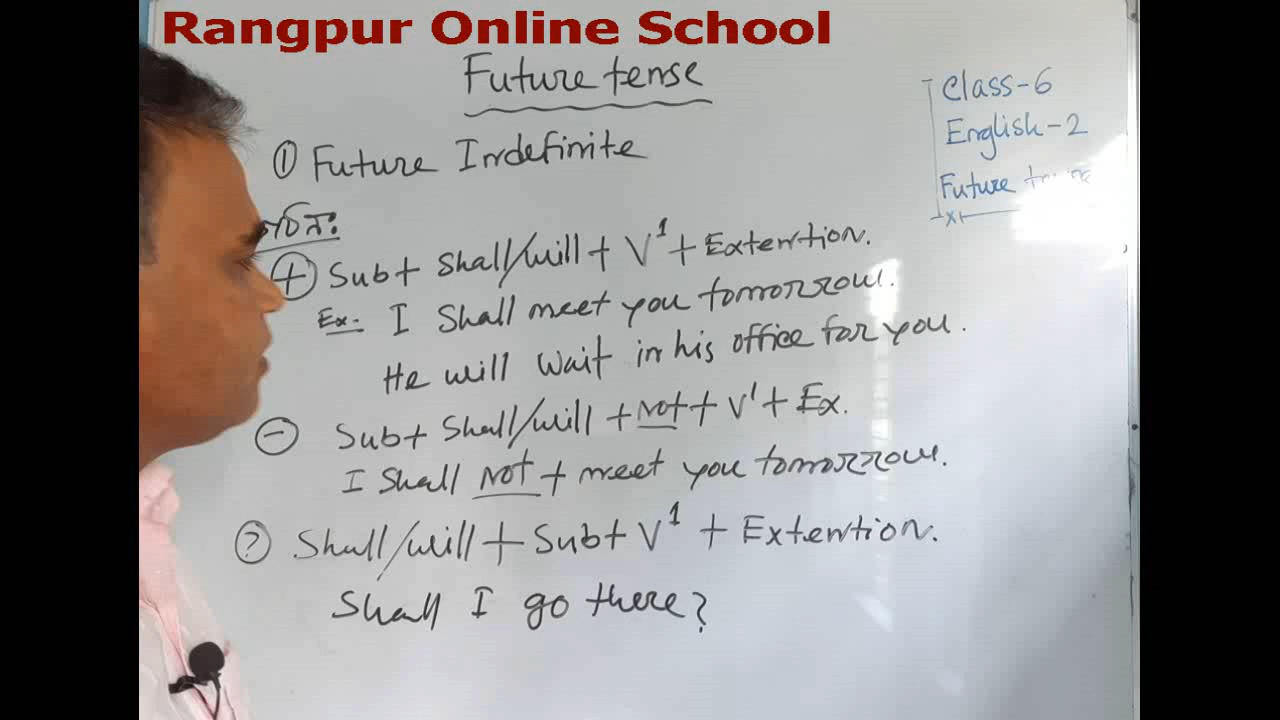 Rangpur Online School
Future tense
Class-6
English-2
Future
① Future Indefinite
⊕ Sub+ Shall/will + V¹ + Extention.
Ex. I Shall meet you tomorrow.
He will wait in his office for you.
⊖ Sub+ Shall/will + Not + V¹ + Ex.
I Shall Not + meet you tomorrow.
? Shall/will + Sub+ V¹ + Extention.
Shall I go there?